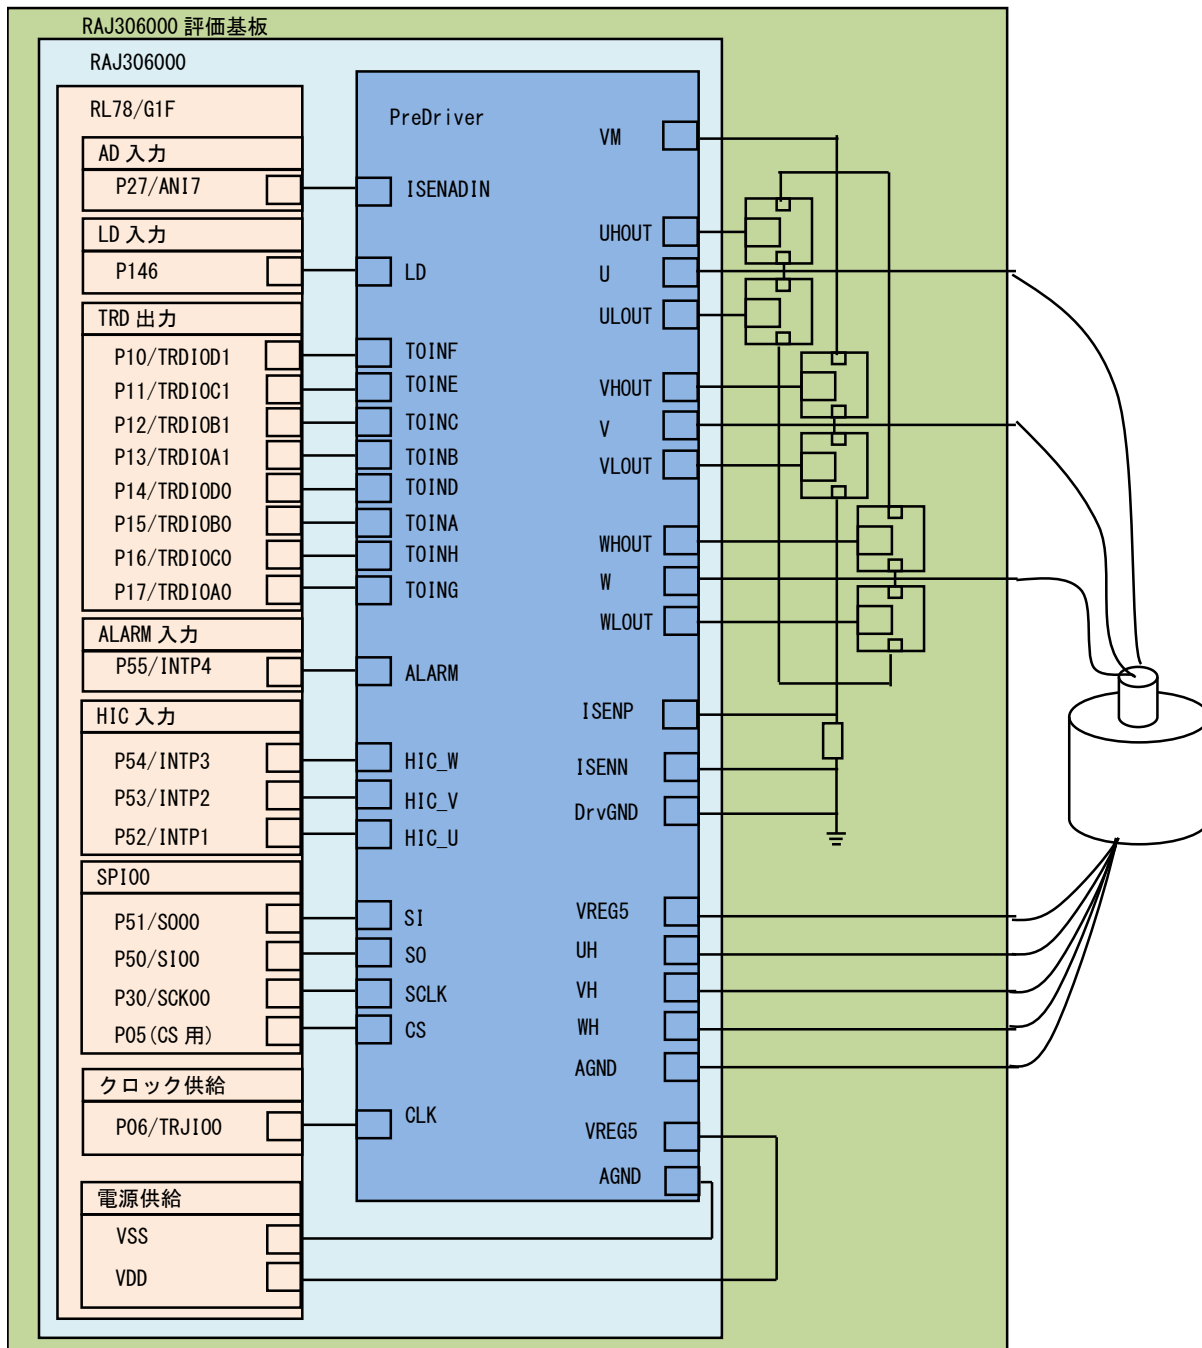 RAJ306000 評価基板
RAJ306000
RL78/G1F
AD 入力
P27/ANI7
LD 入力
P146
TRD 出力
P10/TRDIOD1
P11/TRDIOC1
P12/TRDIOB1
P13/TRDIOA1
P14/TRDIOD0
P15/TRDIOB0
P16/TRDIOC0
P17/TRDIOA0
ALARM 入力
P55/INTP4
HIC 入力
P54/INTP3
P53/INTP2
P52/INTP1
SPI00
P51/SO00
P50/SI00
P30/SCK00
P05(CS 用)
クロック供給
P06/TRJIO0
電源供給
VSS
VDD
PreDriver
ISENADIN
LD
TOINF
TOINE
TOINC
TOINB
TOIND
TOINA
TOINH
TOING
ALARM
HIC_W
HIC_V
HIC_U
SI
SO
SCLK
CS
CLK
VM
UHOUT
U
ULOUT
VHOUT
V
VLOUT
WHOUT
W
WLOUT
ISENP
ISENN
DrvGND
VREG5
UH
VH
WH
AGND
VREG5
AGND